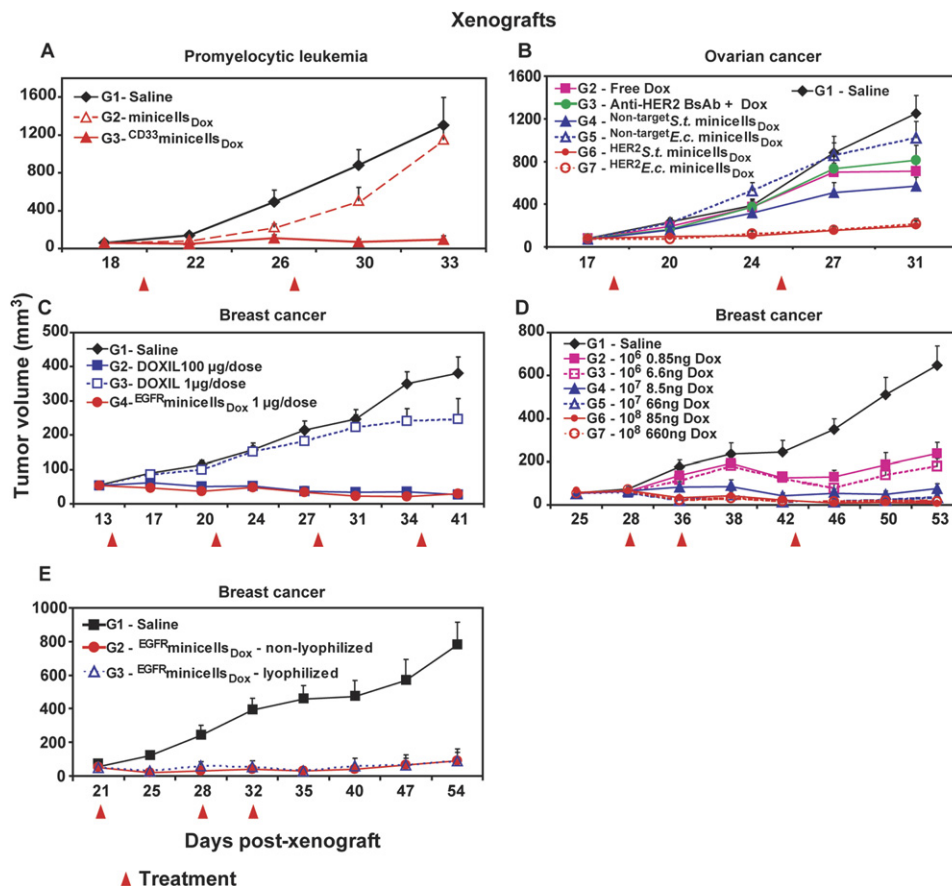 Xenografts
A
Promyelocytic leukemia
1600
1200
800
400
0
G1- Saline
G2- minicellsDox
G3- CD33minicellsDox
18 22 26 30 33
B
Ovarian cancer
1600
1200
800
400
0
G1 - Saline
G2 - Free Dox
G3 - Anti-HER2 BsAb + Dox
G4 - Non-targetS.t. minicellsDox
G5 - Non-targetE.c. minicellsDox
G6 - HER2S.t. minicellsDox
G7 - HER2E.c. minicellsDox
17 20 24 27 31
Tumor volume (mm3)
C
Breast cancer
500
400
300
200
100
0
G1- Saline
G2- DOXIL100 µg/dose
G3- DOXIL 1µg/dose
G4-EGFRminicellsDox 1 µg/dose
13 17 20 24 27 31 34 41
D
Breast cancer
800
600
400
200
0
G1 - Saline
G2 - 10⁶ 0.85ng Dox
G3 - 10⁶ 6.6ng Dox
G4 - 10⁷ 8.5ng Dox
G5 - 10⁷ 66ng Dox
G6 - 10⁸ 85ng Dox
G7 - 10⁸ 660ng Dox
25 28 36 38 42 46 50 53
E
Breast cancer
1000
800
600
400
200
0
G1 - Saline
G2 - EGFRminicellsDox - non-lyophilized
G3 - EGFRminicellsDox - lyophilized
21 25 28 32 35 40 47 54
Days post-xenograft
Treatment